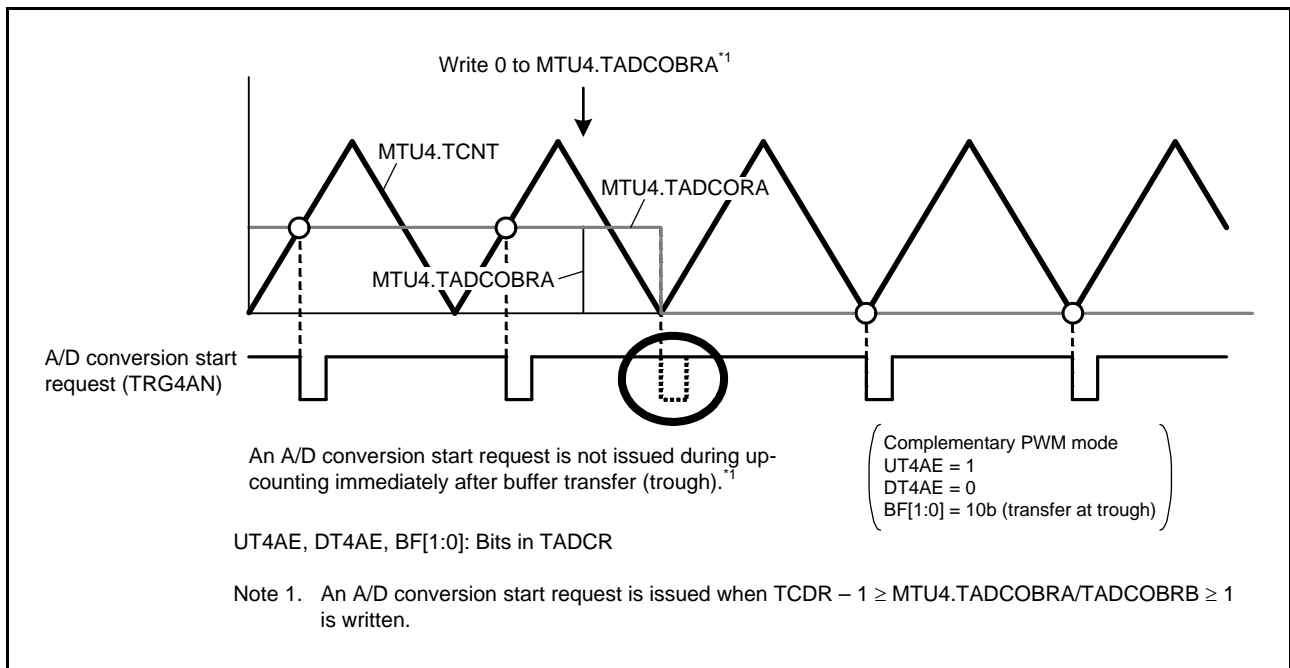 Write 0 to MTU4.TADCOBRA*1
MTU4.TCNT
MTU4.TADCORA
MTU4.TADCOBRA
A/D conversion start
request (TRG4AN)
An A/D conversion start request is not issued during up-
counting immediately after buffer transfer (trough).*1
Complementary PWM mode
UT4AE = 1
DT4AE = 0
BF[1:0] = 10b (transfer at trough)
UT4AE, DT4AE, BF[1:0]: Bits in TADCR
Note 1. An A/D conversion start request is issued when TCDR – 1 ≥ MTU4.TADCOBRA/TADCOBRB ≥ 1
is written.